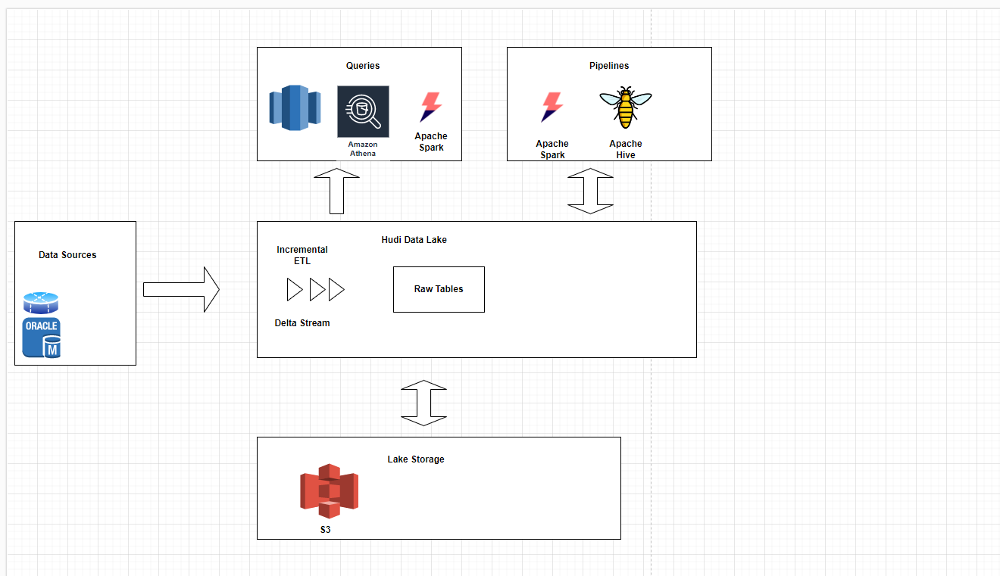 Queries
Amazon
Athena
Apache
Spark
Pipelines
Apache
Spark
Apache
Hive
Data Sources
ORACLE
M
Hudi Data Lake
Incremental
ETL
Raw Tables
Delta Stream
Lake Storage
S3